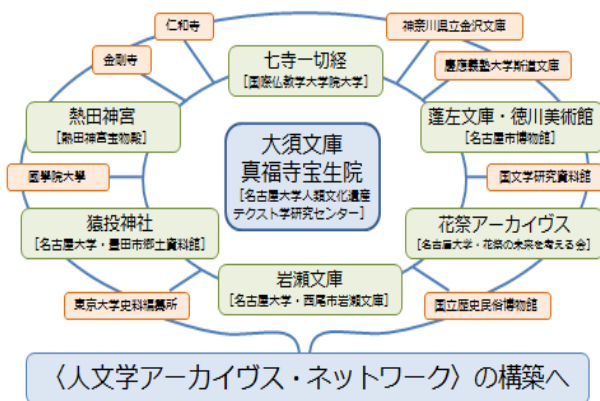 仁和寺
神奈川県立金沢文庫
金剛寺
七寺一切経
[国際仏教学大学院大学]
慶應義塾大学斯道文庫
熱田神宮
[熱田神宮宝物殿]
大須文庫
真福寺宝生院
[名古屋大学人類文化遺産
テクスト学研究センター]
蓬左文庫・徳川美術館
[名古屋市博物館]
國學院大學
国文学研究資料館
猿投神社
[名古屋大学・豊田市郷土資料館]
花祭アーカイヴス
[名古屋大学・花祭の未来を考える会]
岩瀬文庫
[名古屋大学・西尾市岩瀬文庫]
東京大学史料編纂所
国立歴史民俗博物館
〈人文学アーカイヴス・ネットワーク〉の構築へ